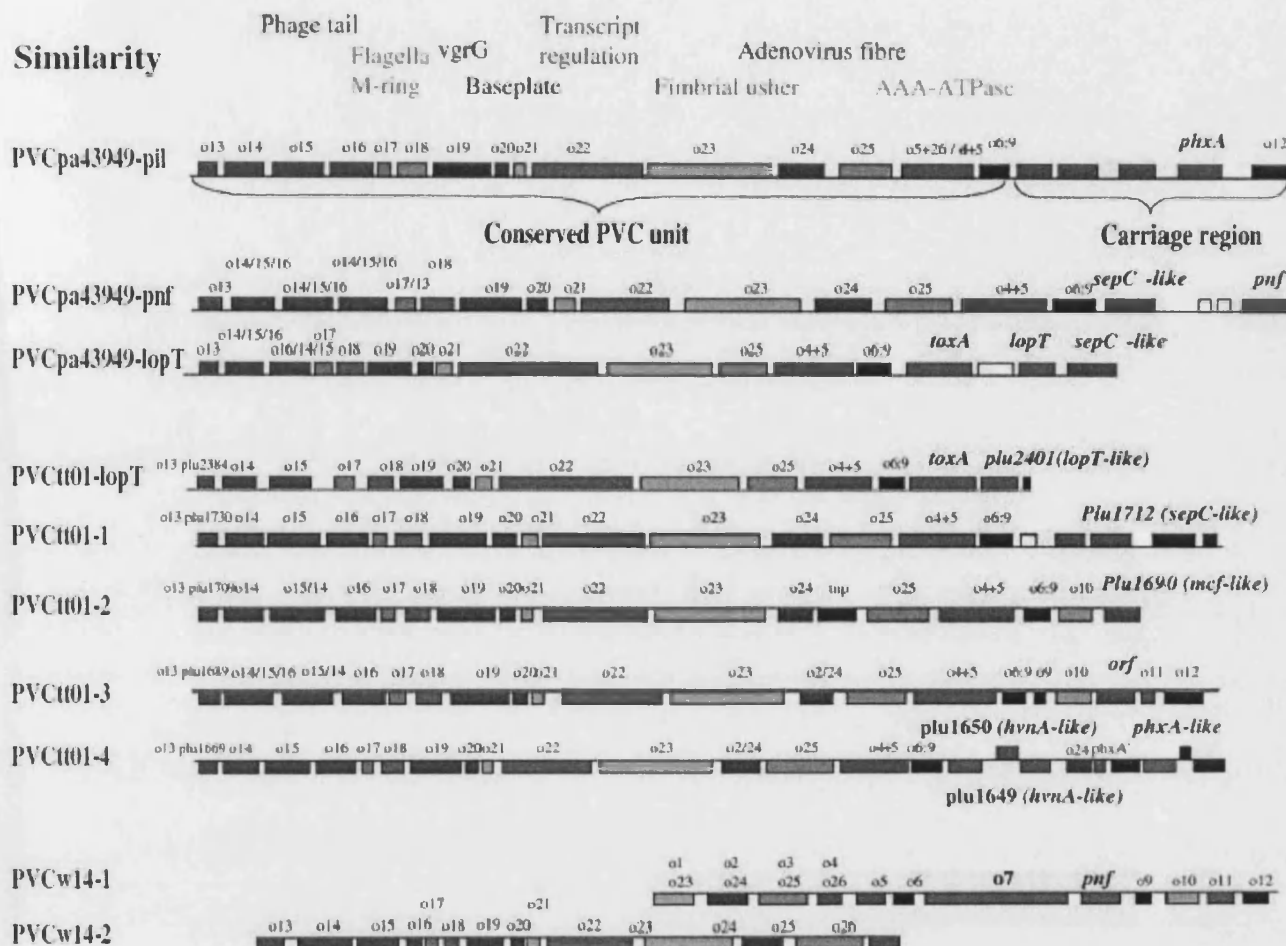 Phage tail Transcript
Similarity Flagella vgrG regulation Adenovirus fibre
M-ring Baseplate Fimbrial usher AAA-ATPase
o13 o14 o15 o16 o17 o18 o19 o20 o21 o22 o23 o24 o25 o5+26 / 4+5 o6:9 phxA o12
PVCpa43949-pil
Conserved PVC unit Carriage region
o14/15/16 o14/15/16 o18
o13 o14/15/16 o17/13 o19 o20 o21 o22 o23 o24 o25 o4+5 o6:9 sepC -like pnf
PVCpa43949-pnf
o14/15/16 o17
o13 o16/14/15 o18 o19 o20 o21 o22 o23 o25 o4+5 o6:9 toxA lopT sepC -like
PVCpa43949-lopT
o13 plu2384 o14 o15 o17 o18 o19 o20 o21 o22 o23 o25 o4+5 o6:9 toxA plu2401(lopT-like)
PVCtt01-lopT
o13 plu1730 o14 o15 o16 o17 o18 o19 o20 o21 o22 o23 o24 o25 o4+5 o6:9 Plu1712 (sepC-like)
PVCtt01-1
o13 plu1709 o14 o15/14 o16 o17 o18 o19 o20 o21 o22 o23 o24 tnp o25 o4+5 o6:9 o10 Plu1690 (mcf-like)
PVCtt01-2
o13 plu1689 o14/15/16 o15/14 o16 o17 o18 o19 o20 o21 o22 o23 o2/24 o25 o4+5 o6:9 o9 o10 orf o11 o12
PVCtt01-3
plu1650 (hvnA-like) phxA-like
o13 plu1669 o14 o15 o16 o17 o18 o19 o20 o21 o22 o23 o2/24 o25 o4+5 o6:9 o24 phxA'
PVCtt01-4
plu1649 (hvnA-like)
o1 o2 o3 o4
PVCw14-1 o23 o24 o25 o26 o5 o6 o7 pnf o9 o10 o11 o12
o17 o21
o13 o14 o15 o16 o18 o19 o20 o22 o23 o24 o25 o26
PVCw14-2